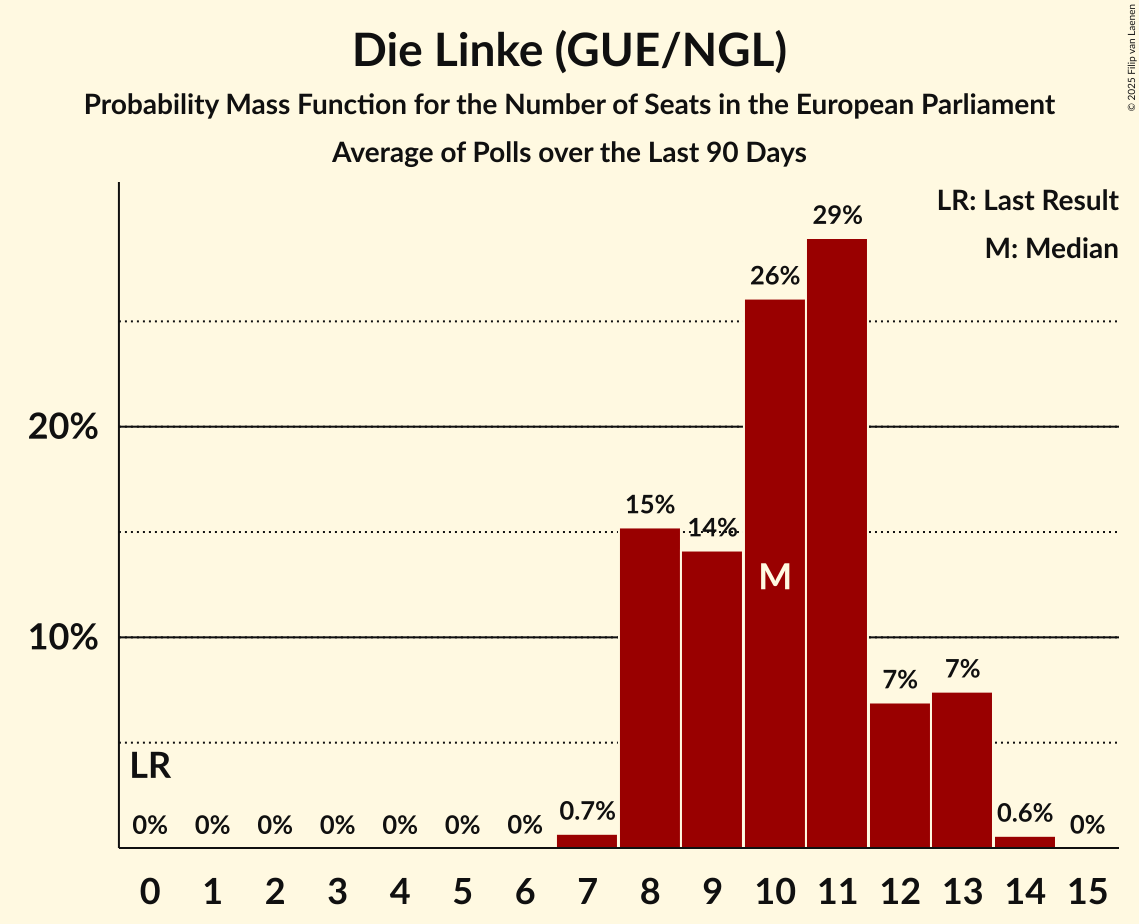 Die Linke (GUE/NGL)
Probability Mass Function for the Number of Seats in the European Parliament
Average of Polls over the Last 90 Days
© 2025 Filip van Laenen
LR: Last Result
M: Median
29%
26%
20%
15%
14%
M
10%
7%
7%
LR
0%
0%
0%
0%
0%
0%
0%
0.7%
0.6%
0%
0 1 2 3 4 5 6 7 8 9 10 11 12 13 14 15